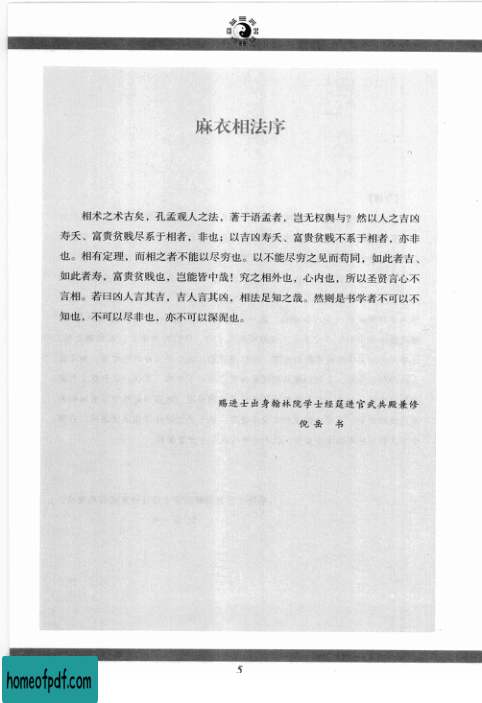 麻衣相法序
相术之术古矣，孔孟观人之法，著于语孟者，岂无权舆与？然以人之吉凶
寿夭、富贵贫贱尽系于相者，非也；以吉凶寿夭、富贵贫贱不系于相者，亦非
也。相有定理，而相之者不能以尽穷也。以不能尽穷之见而苟同，如此者吉、
如此者寿，富贵贫贱也，岂能皆中哉！究之相外也，心内也，所以圣贤言心不
言相。若曰凶人言其吉，吉人言其凶，相法足知之哉。然则是书学者不可以不
知也，不可以尽非也，亦不可以深泥也。
赐进士出身翰林院学士经筵进官武共殿兼修
倪岳 书
5
homeofpdf.com